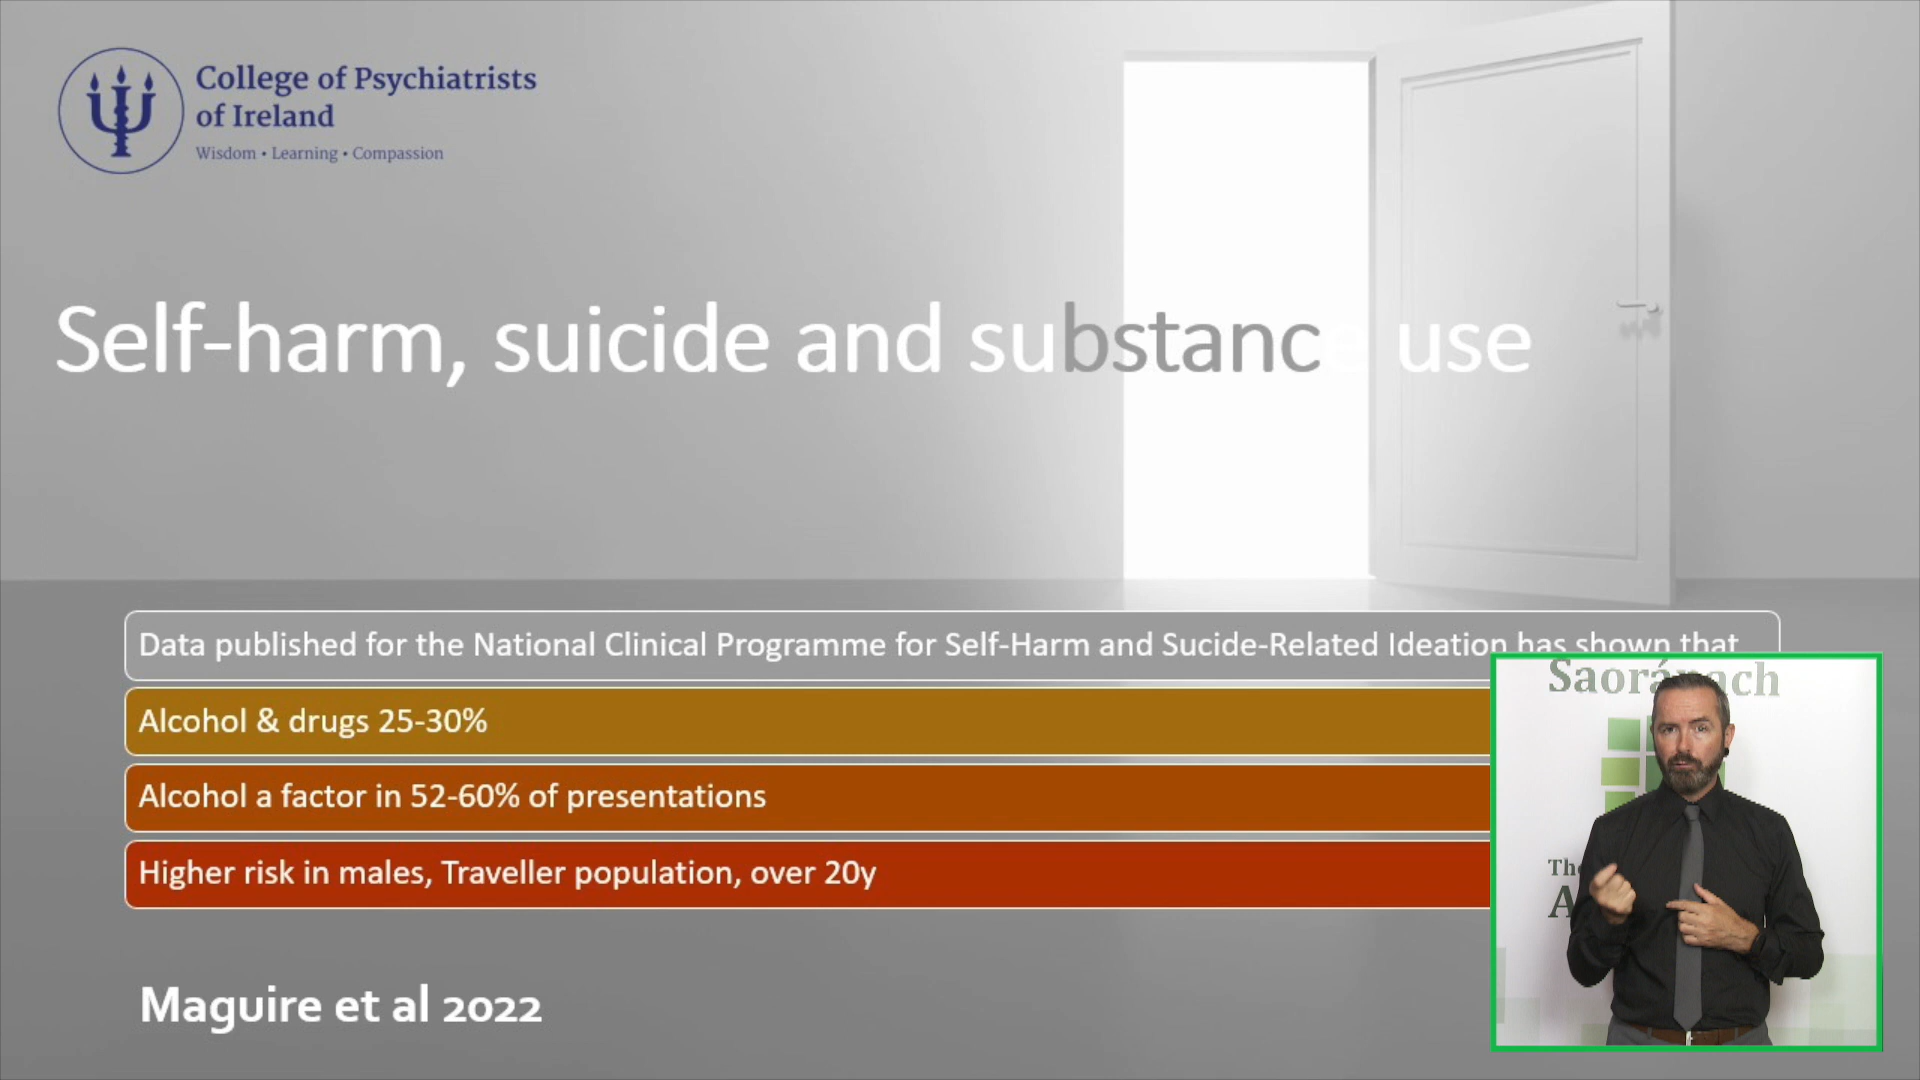 College of Psychiatrists
of Ireland
Wisdom • Learning • Compassion
Self-harm, suicide and substance use
Data published for the National Clinical Programme for Self-Harm and Sucide-Related Ideation has shown that
Alcohol & drugs 25-30%
Alcohol a factor in 52-60% of presentations
Higher risk in males, Traveller population, over 20y
Maguire et al 2022